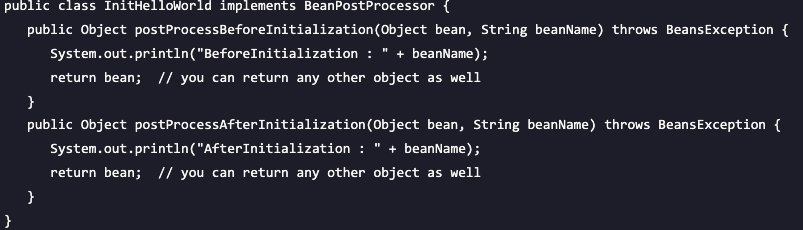 public class InitHelloWorld implements BeanPostProcessor {
   public Object postProcessBeforeInitialization(Object bean, String beanName) throws BeansException {
      System.out.println("BeforeInitialization : " + beanName);
      return bean;  // you can return any other object as well
   }
   public Object postProcessAfterInitialization(Object bean, String beanName) throws BeansException {
      System.out.println("AfterInitialization : " + beanName);
      return bean;  // you can return any other object as well
   }
}